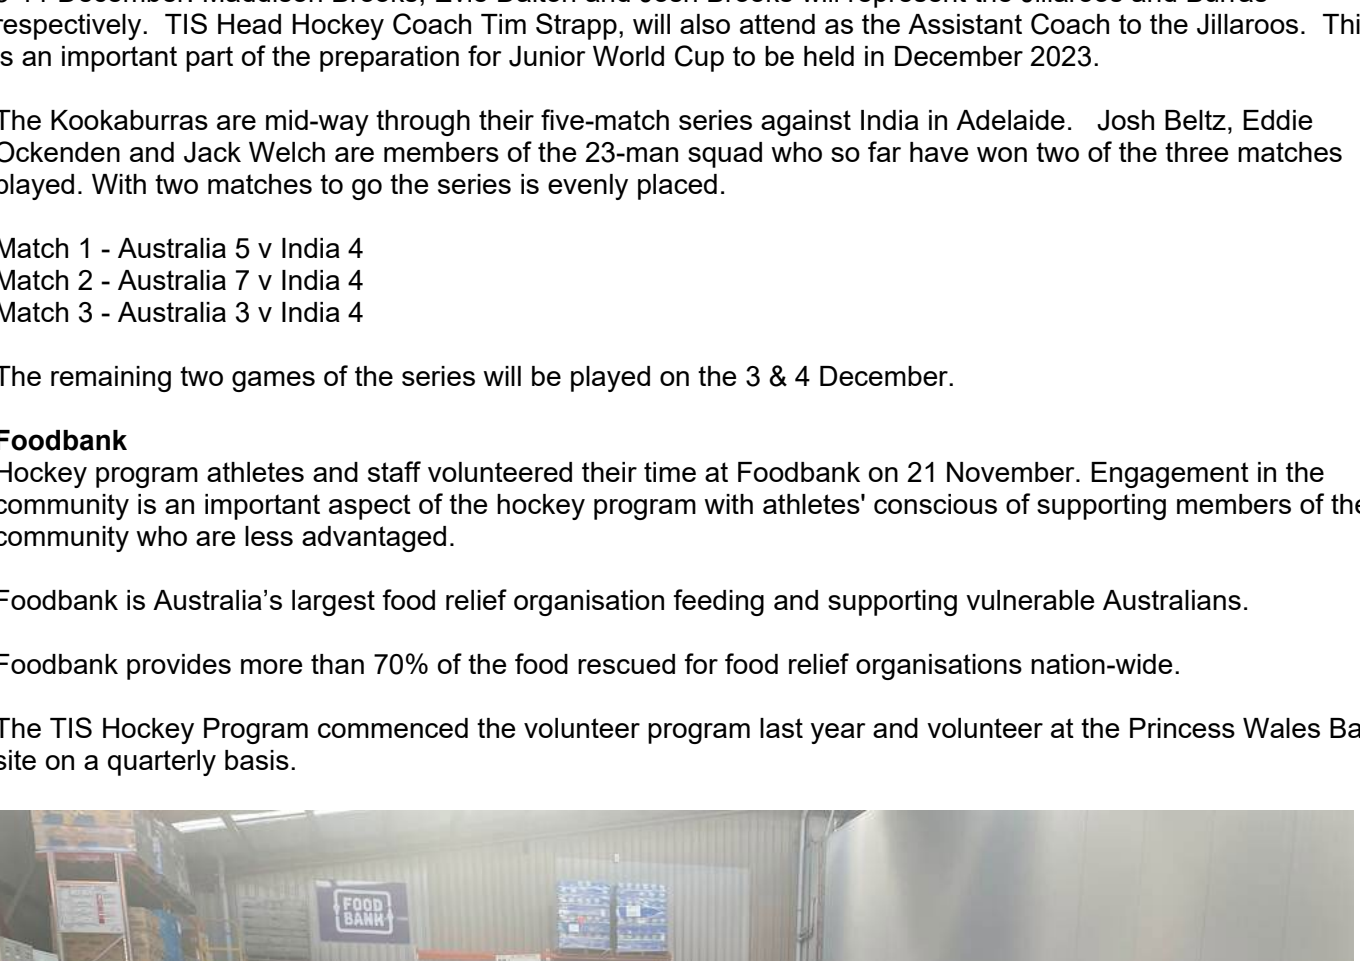 respectively.  TIS Head Hockey Coach Tim Strapp, will also attend as the Assistant Coach to the Jillaroos.  Thi
is an important part of the preparation for Junior World Cup to be held in December 2023.
The Kookaburras are mid-way through their five-match series against India in Adelaide.   Josh Beltz, Eddie
Ockenden and Jack Welch are members of the 23-man squad who so far have won two of the three matches
played. With two matches to go the series is evenly placed.
Match 1 - Australia 5 v India 4
Match 2 - Australia 7 v India 4
Match 3 - Australia 3 v India 4
The remaining two games of the series will be played on the 3 & 4 December.
Foodbank
Hockey program athletes and staff volunteered their time at Foodbank on 21 November. Engagement in the
community is an important aspect of the hockey program with athletes' conscious of supporting members of the
community who are less advantaged.
Foodbank is Australia’s largest food relief organisation feeding and supporting vulnerable Australians.
Foodbank provides more than 70% of the food rescued for food relief organisations nation-wide.
The TIS Hockey Program commenced the volunteer program last year and volunteer at the Princess Wales Ba
site on a quarterly basis.
FOOD
BANK